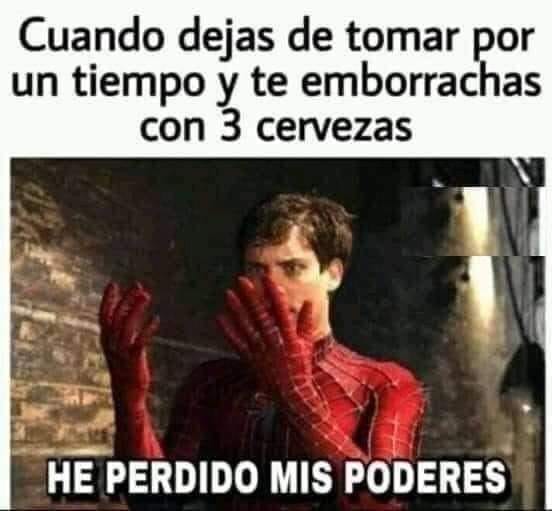 Cuando dejas de tomar por
un tiempo y te emborrachas
con 3 cervezas
HE PERDIDO MIS PODERES